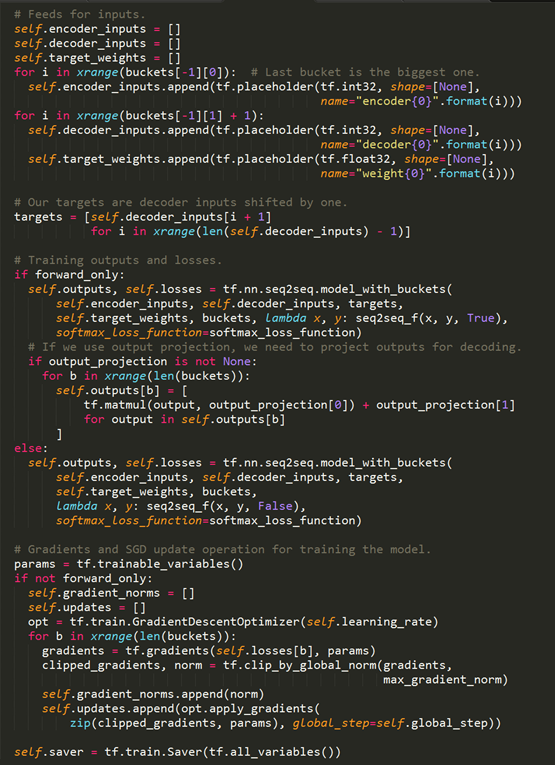 # Feeds for inputs.
self.encoder_inputs = []
self.decoder_inputs = []
self.target_weights = []
for i in xrange(buckets[-1][0]):  # Last bucket is the biggest one.
  self.encoder_inputs.append(tf.placeholder(tf.int32, shape=[None],
                                            name="encoder{0}".format(i)))
for i in xrange(buckets[-1][1] + 1):
  self.decoder_inputs.append(tf.placeholder(tf.int32, shape=[None],
                                            name="decoder{0}".format(i)))
  self.target_weights.append(tf.placeholder(tf.float32, shape=[None],
                                            name="weight{0}".format(i)))
# Our targets are decoder inputs shifted by one.
targets = [self.decoder_inputs[i + 1]
           for i in xrange(len(self.decoder_inputs) - 1)]
# Training outputs and losses.
if forward_only:
  self.outputs, self.losses = tf.nn.seq2seq.model_with_buckets(
      self.encoder_inputs, self.decoder_inputs, targets,
      self.target_weights, buckets, lambda x, y: seq2seq_f(x, y, True),
      softmax_loss_function=softmax_loss_function)
  # If we use output projection, we need to project outputs for decoding.
  if output_projection is not None:
    for b in xrange(len(buckets)):
      self.outputs[b] = [
          tf.matmul(output, output_projection[0]) + output_projection[1]
          for output in self.outputs[b]
      ]
else:
  self.outputs, self.losses = tf.nn.seq2seq.model_with_buckets(
      self.encoder_inputs, self.decoder_inputs, targets,
      self.target_weights, buckets,
      lambda x, y: seq2seq_f(x, y, False),
      softmax_loss_function=softmax_loss_function)
# Gradients and SGD update operation for training the model.
params = tf.trainable_variables()
if not forward_only:
  self.gradient_norms = []
  self.updates = []
  opt = tf.train.GradientDescentOptimizer(self.learning_rate)
  for b in xrange(len(buckets)):
    gradients = tf.gradients(self.losses[b], params)
    clipped_gradients, norm = tf.clip_by_global_norm(gradients,
                                                     max_gradient_norm)
    self.gradient_norms.append(norm)
    self.updates.append(opt.apply_gradients(
        zip(clipped_gradients, params), global_step=self.global_step))
self.saver = tf.train.Saver(tf.all_variables())